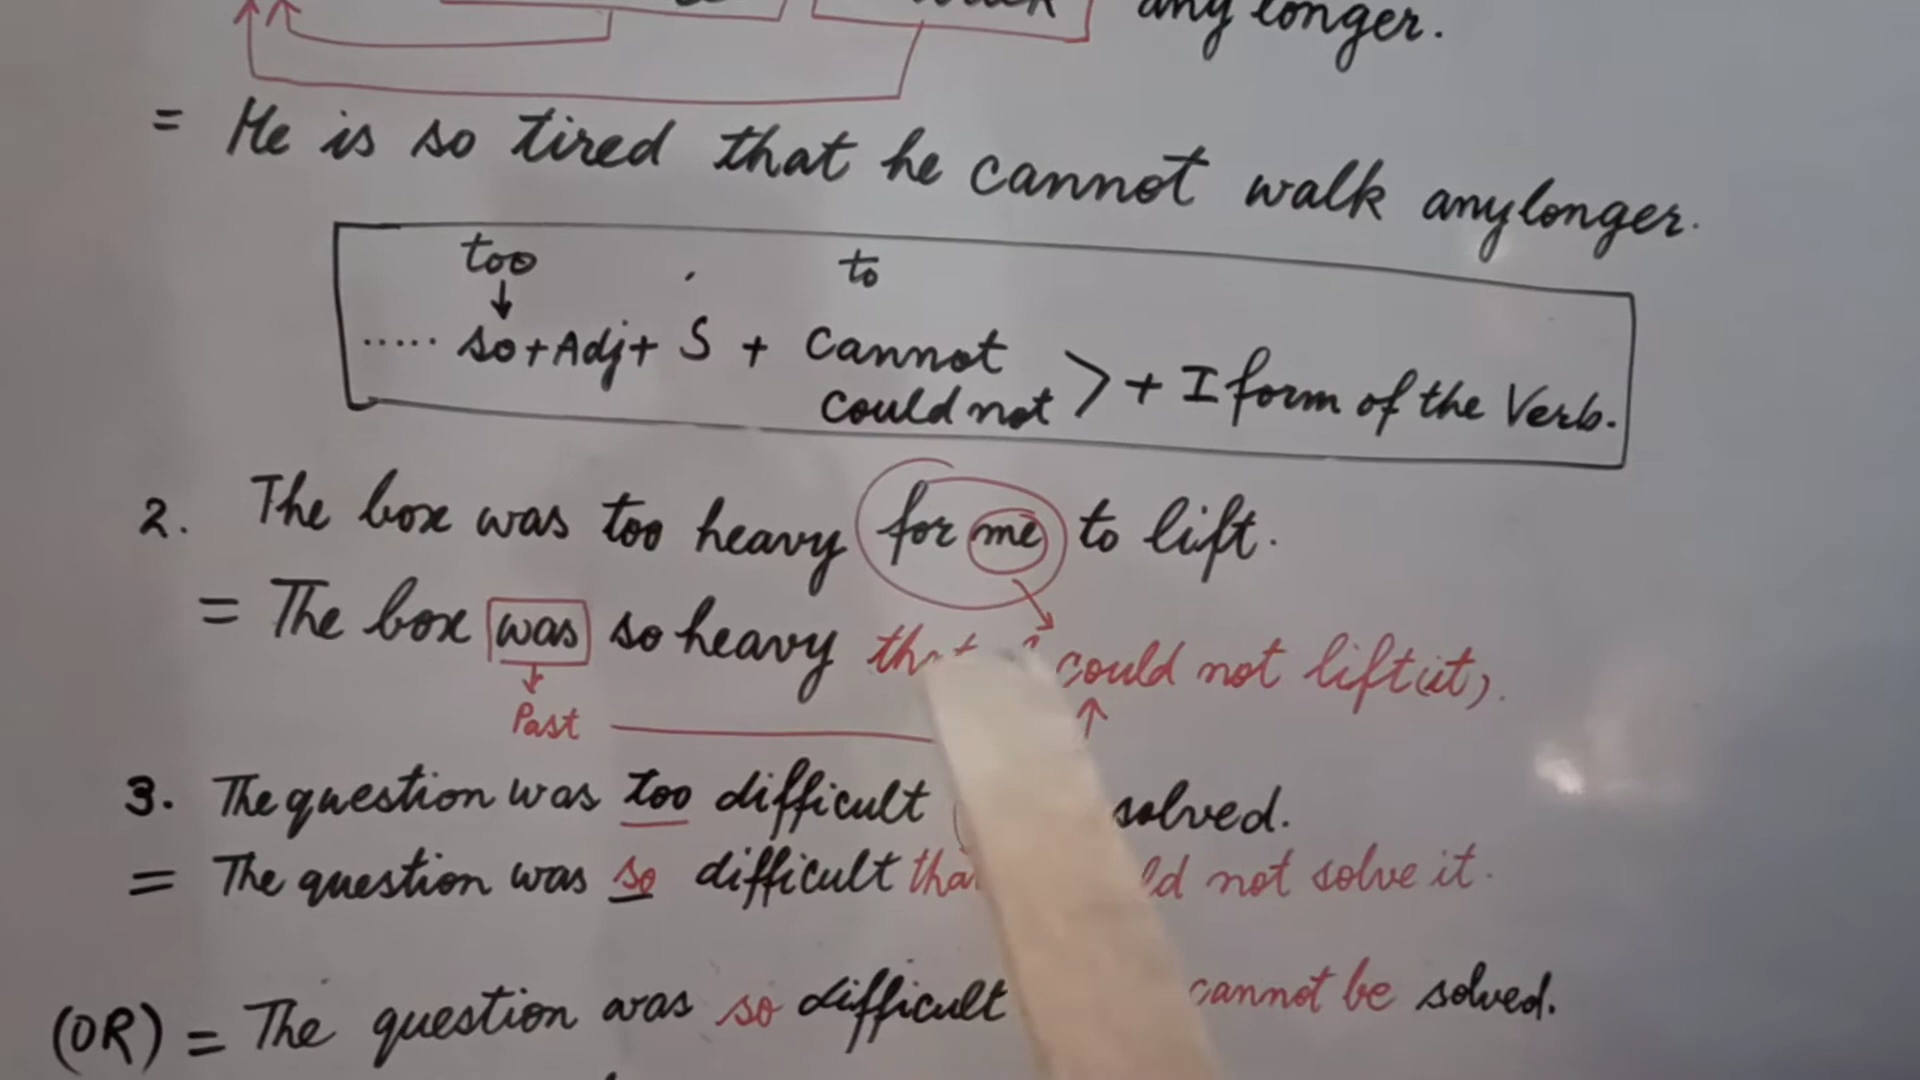 any longer.
= He is so tired that he cannot walk anylonger.
too to
..... so+Adj+ S + cannot
could not > + I form of the Verb.
2. The box was too heavy for me to lift.
= The box was so heavy that could not lift (it).
Past
3. The question was too difficult solved.
= The question was so difficult not solve it.
(OR) = The question was so difficult cannot be solved.